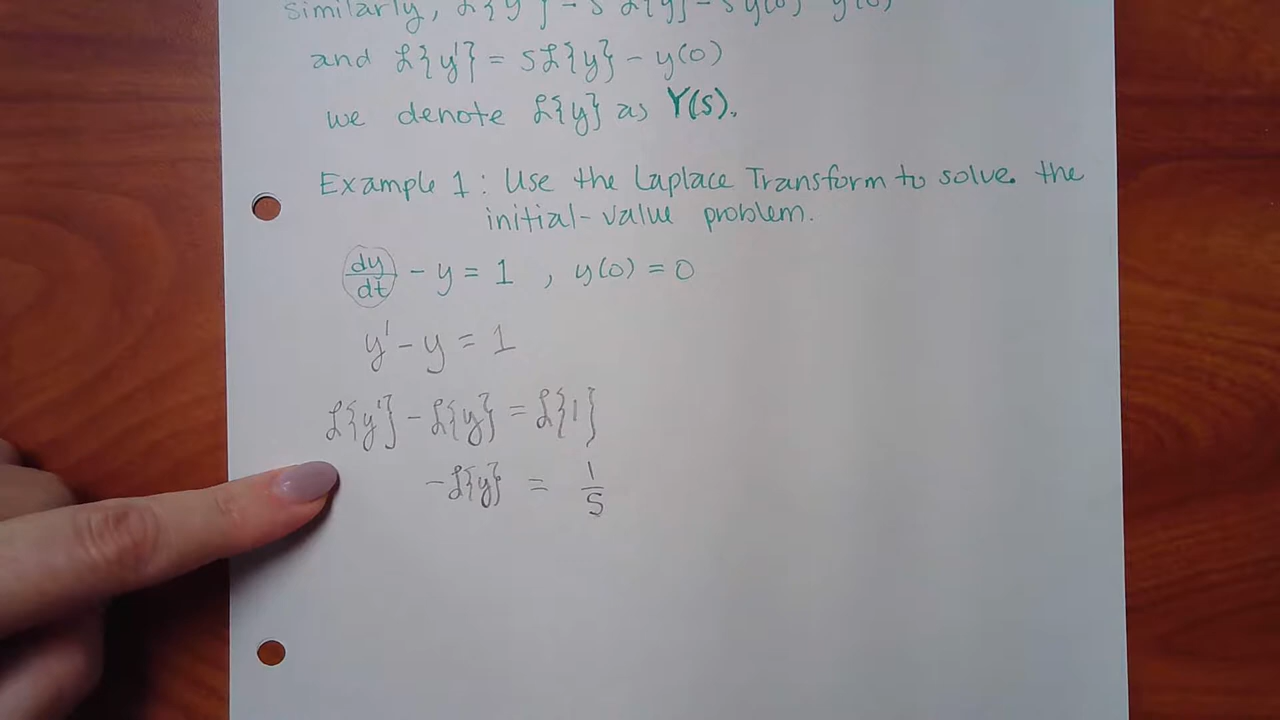 similarly, ℒ{y
and ℒ{y'} = sℒ{y} - y(0)
we denote ℒ{y} as Y(s).
Example 1: Use the Laplace Transform to solve the
initial-value problem.
dy/dt - y = 1 , y(0) = 0
y' - y = 1
ℒ{y'} - ℒ{y} = ℒ{1}
-ℒ{y} = 1/s